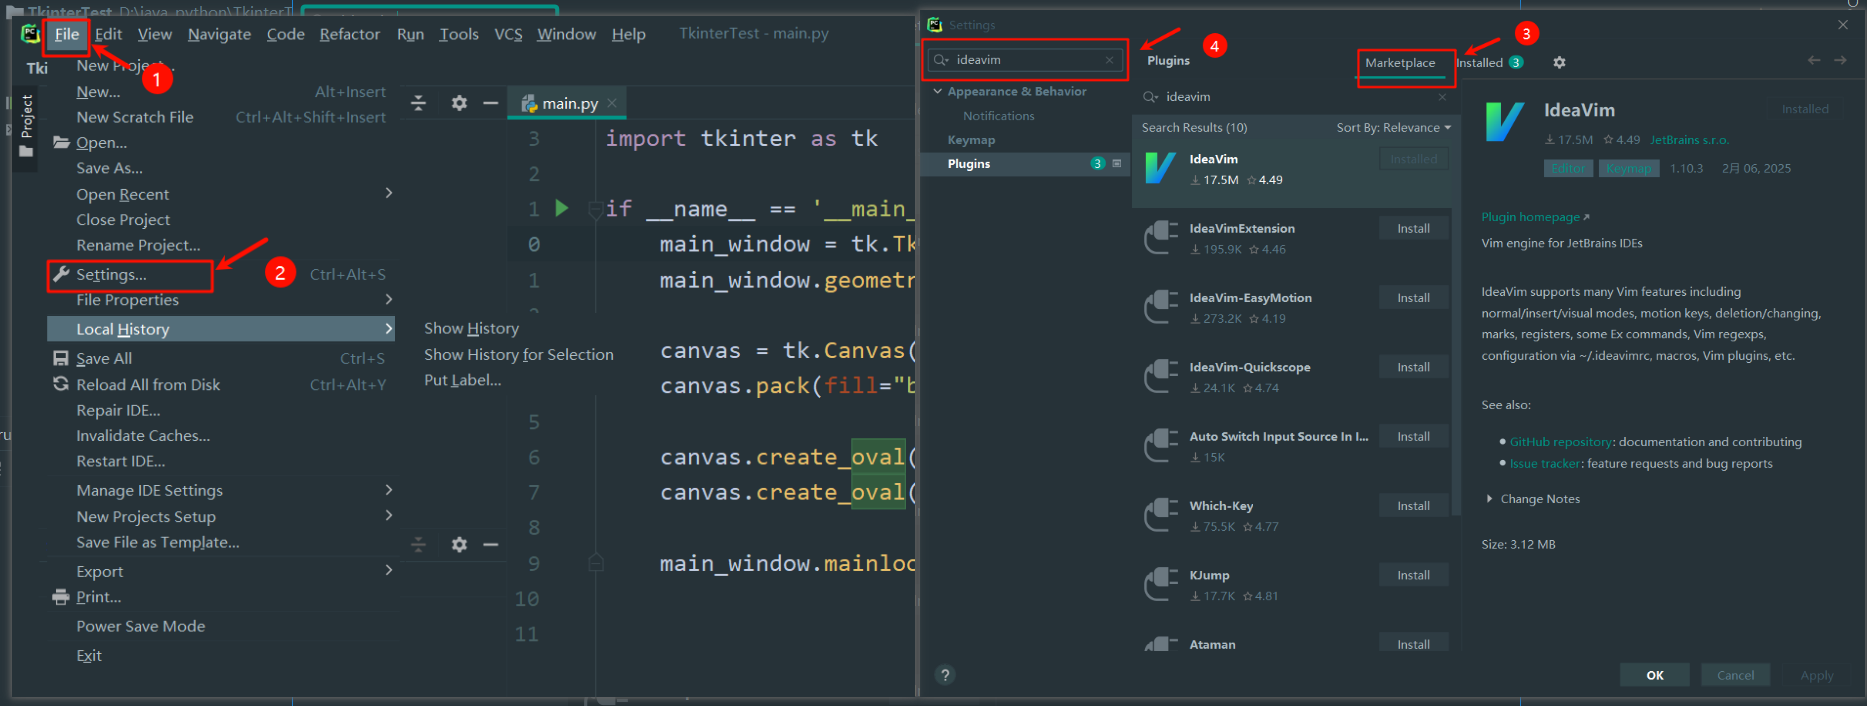 TkinterTest D:\java_python\TkinterT
File Edit View Navigate Code Refactor Run Tools VCS Window Help TkinterTest - main.py
Tki
1
New Project...
New... Alt+Insert
New Scratch File Ctrl+Alt+Shift+Insert
Open...
Save As...
Open Recent
Close Project
Rename Project...
Settings... Ctrl+Alt+S
2
File Properties
Local History
Save All Ctrl+S
Reload All from Disk Ctrl+Alt+Y
Repair IDE...
Invalidate Caches...
Restart IDE...
Manage IDE Settings
New Projects Setup
Save File as Template...
Export
Print...
Power Save Mode
Exit
Project
Show History
Show History for Selection
Put Label...
main.py
3 import tkinter as tk
2
1 if __name__ == '__main_
0 main_window = tk.Tk
1 main_window.geometr
canvas = tk.Canvas(
canvas.pack(fill="b
5
6 canvas.create_oval(
7 canvas.create_oval(
8
9 main_window.mainloo
10
11
Settings
ideavim
4
3
Appearance & Behavior
Notifications
Keymap
Plugins 3
Plugins Marketplace Installed 3
ideavim
Search Results (10) Sort By: Relevance
IdeaVim Installed
17.5M 4.49
IdeaVimExtension Install
195.9K 4.46
IdeaVim-EasyMotion Install
273.2K 4.19
IdeaVim-Quickscope Install
24.1K 4.74
Auto Switch Input Source In I... Install
15K
Which-Key Install
75.5K 4.77
KJump Install
17.7K 4.81
Ataman Install
IdeaVim Installed
17.5M 4.49 JetBrains s.r.o.
Editor Keymap 1.10.3 2月 06, 2025
Plugin homepage
Vim engine for JetBrains IDEs
IdeaVim supports many Vim features including
normal/insert/visual modes, motion keys, deletion/changing,
marks, registers, some Ex commands, Vim regexps,
configuration via ~/.ideavimrc, macros, Vim plugins, etc.
See also:
GitHub repository: documentation and contributing
Issue tracker: feature requests and bug reports
Change Notes
Size: 3.12 MB
?
OK Cancel Apply